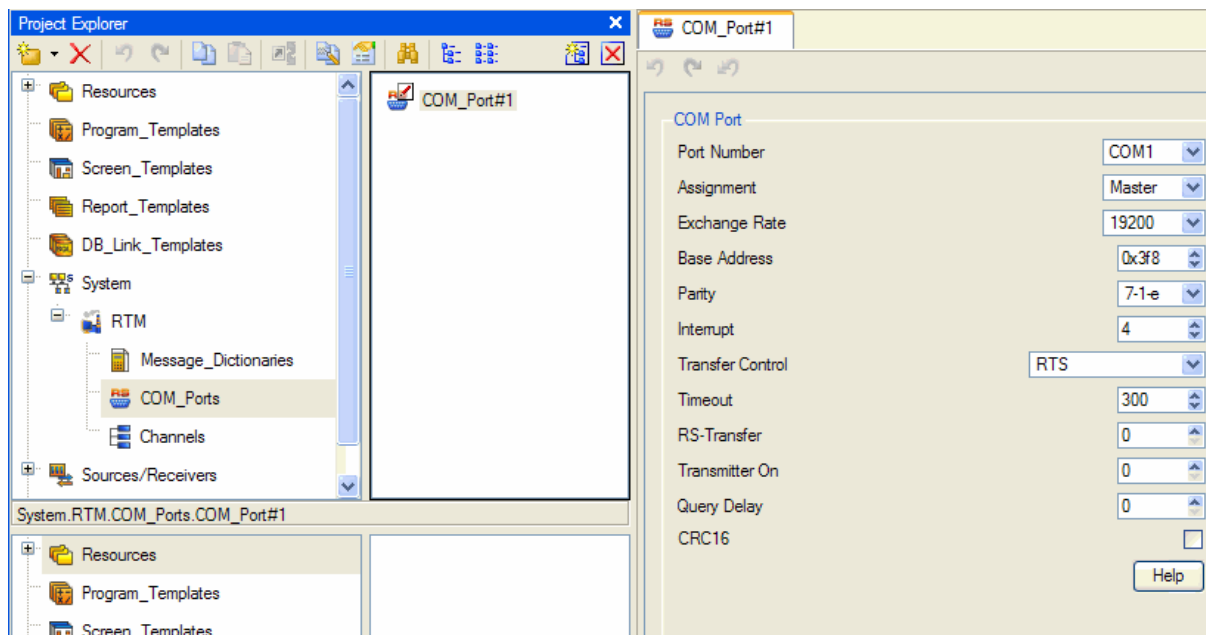 Project Explorer
Resources
Program_Templates
Screen_Templates
Report_Templates
DB_Link_Templates
System
RTM
Message_Dictionaries
COM_Ports
Channels
Sources/Receivers
COM_Port#1
System.RTM.COM_Ports.COM_Port#1
Resources
Program_Templates
Screen_Templates
RS COM_Port#1
COM Port
Port Number COM1
Assignment Master
Exchange Rate 19200
Base Address 0x3f8
Parity 7-1-e
Interrupt 4
Transfer Control RTS
Timeout 300
RS-Transfer 0
Transmitter On 0
Query Delay 0
CRC16
Help